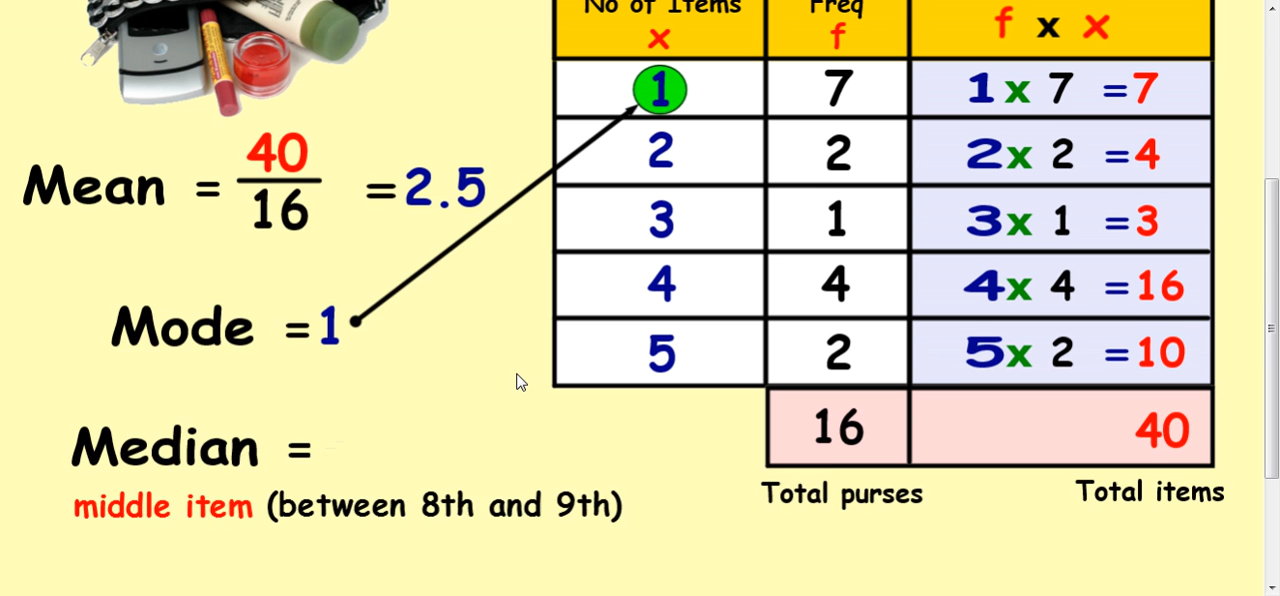 No of Items
x
Freq
f
f x x
1
7
1 x 7 =7
2
2
2x 2 =4
3
1
3x 1 =3
4
4
4x 4 =16
5
2
5x 2 =10
16
40
Total purses
Total items
Mean = 40/16 =2.5
Mode =1
Median =
middle item (between 8th and 9th)